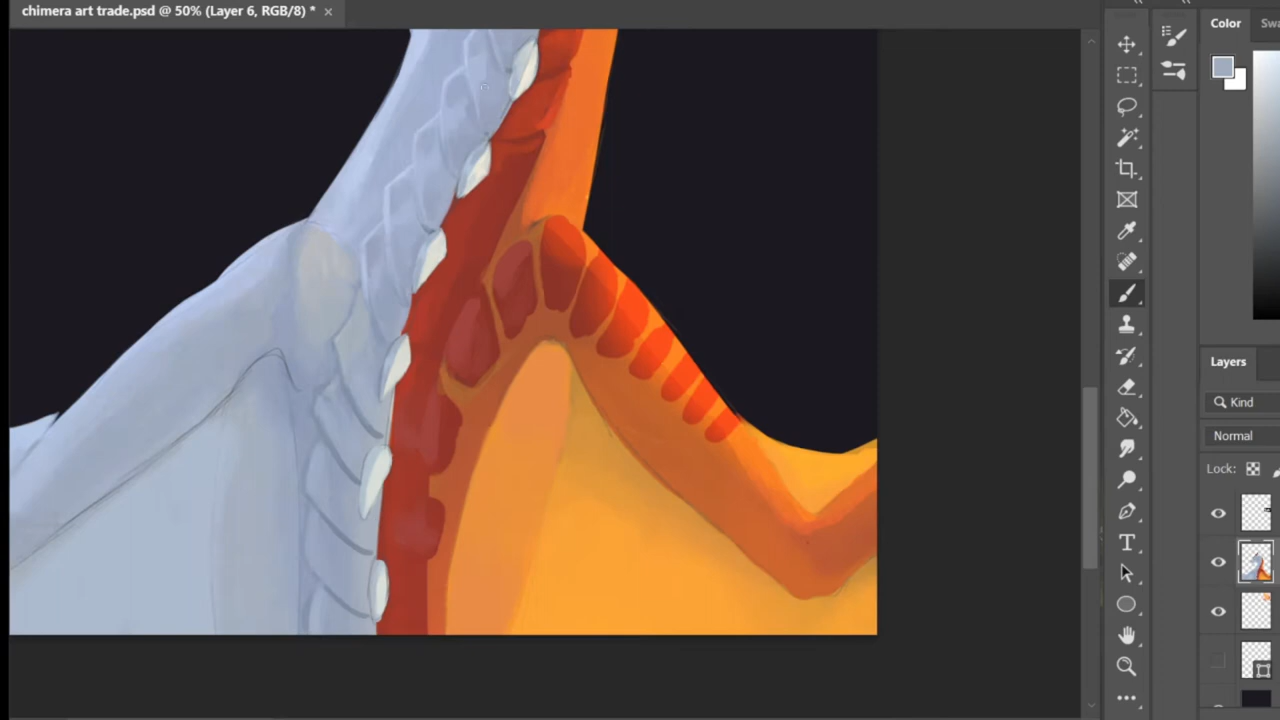 chimera art trade.psd @ 50% (Layer 6, RGB/8) *
Color
Layers
Kind
Normal
Lock: